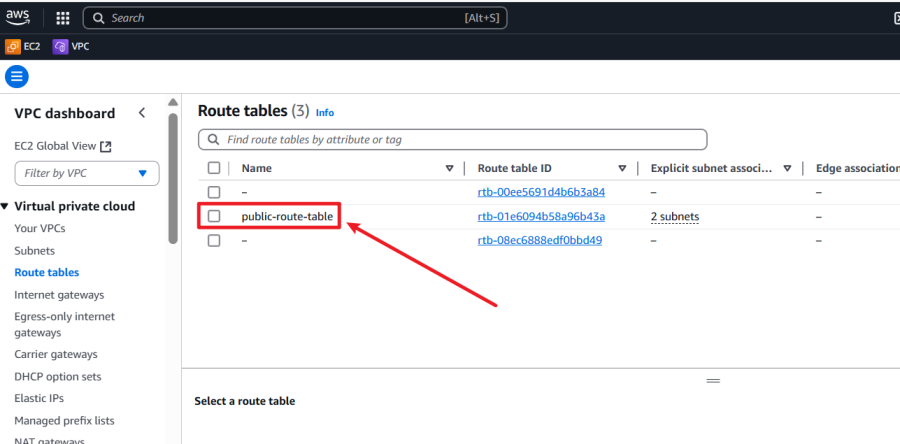 aws
Search
[Alt+S]
EC2
VPC
VPC dashboard
EC2 Global View
Filter by VPC
Virtual private cloud
Your VPCs
Subnets
Route tables
Internet gateways
Egress-only internet
gateways
Carrier gateways
DHCP option sets
Elastic IPs
Managed prefix lists
NAT gateways
Route tables (3) Info
Find route tables by attribute or tag
Name Route table ID Explicit subnet associ... Edge association
– rtb-00ee5691d4b6b3a84 – –
public-route-table rtb-01e6094b58a96b43a 2 subnets –
– rtb-08ec6888edf0bbd49 – –
Select a route table